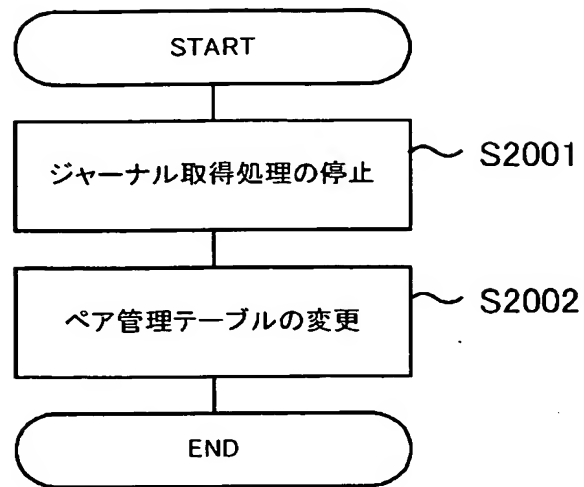 START
ジャーナル取得処理の停止
S2001
ペア管理テーブルの変更
S2002
END